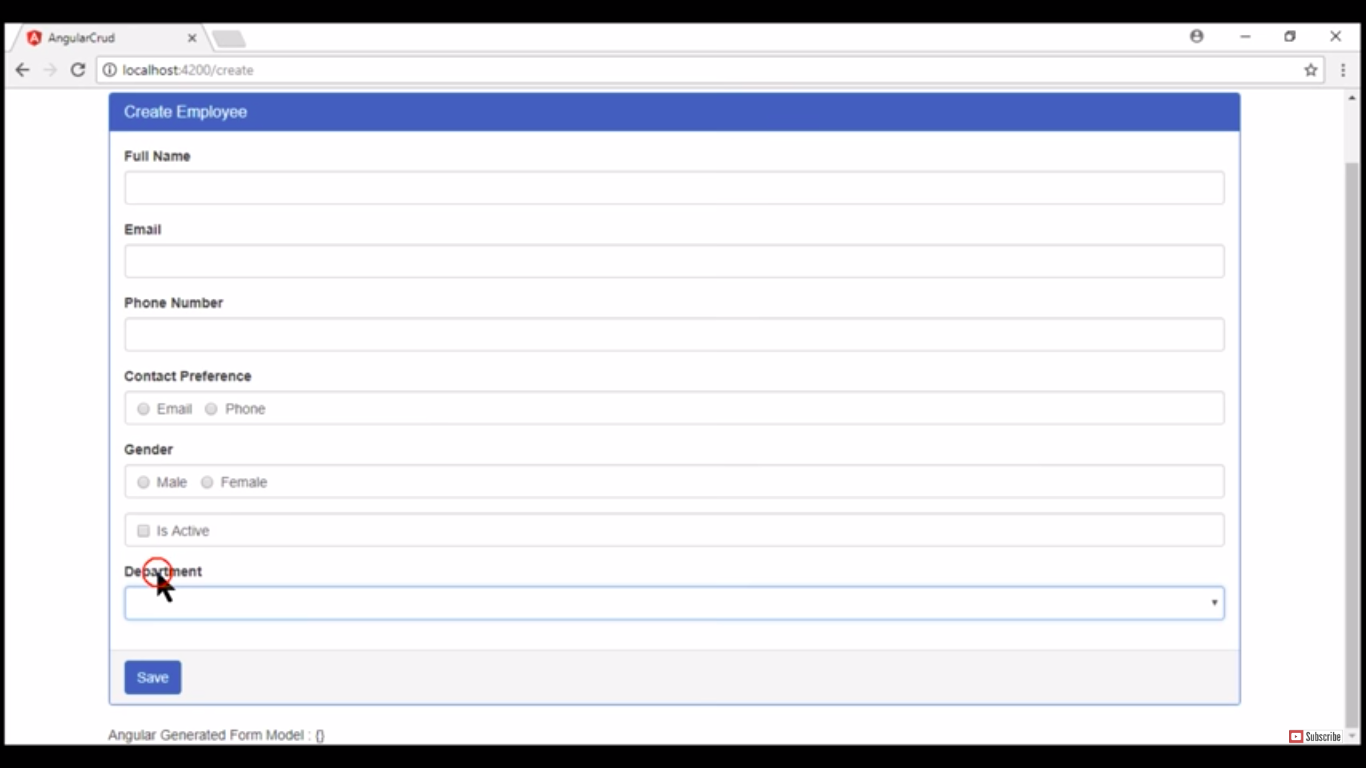 AngularCrud
localhost:4200/create
Create Employee
Full Name
Email
Phone Number
Contact Preference
Email Phone
Gender
Male Female
Is Active
Department
Save
Angular Generated Form Model : {}
Subscribe